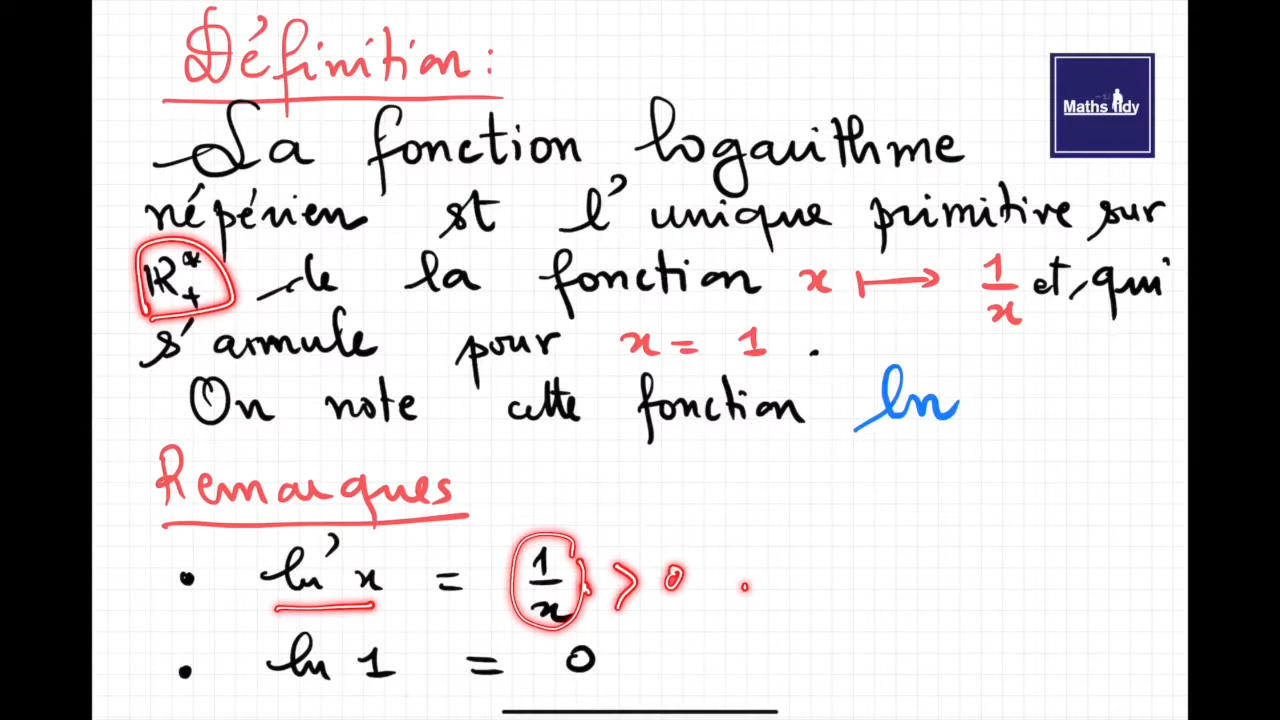 Définition :
Maths Tidy
La fonction logarithme
népérien est l'unique primitive sur
ℝ*₊ de la fonction x ⟼ 1/x et, qui
s'annule pour x = 1 .
On note cette fonction ln
Remarques
• ln' x = 1/x > 0 .
• ln 1 = 0